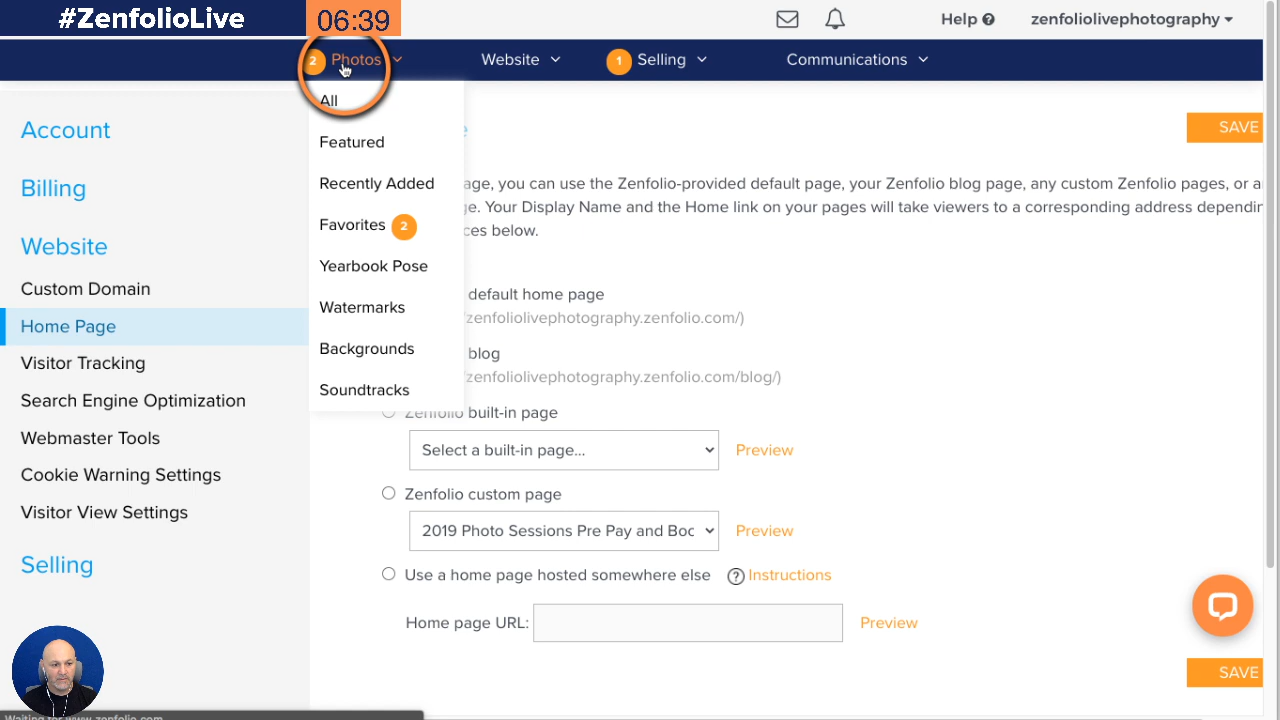 #ZenfolioLive
06:39
Help ?
zenfoliolivephotography
2 Photos
Website
1 Selling
Communications
All
Featured
Recently Added
Favorites 2
Yearbook Pose
Watermarks
Backgrounds
Soundtracks
Account
Billing
Website
Custom Domain
Home Page
Visitor Tracking
Search Engine Optimization
Webmaster Tools
Cookie Warning Settings
Visitor View Settings
Selling
SAVE
age, you can use the Zenfolio-provided default page, your Zenfolio blog page, any custom Zenfolio pages, or
ge. Your Display Name and the Home link on your pages will take viewers to a corresponding address
ces below.
default home page
zenfoliolivephotography.zenfolio.com/)
blog
zenfoliolivephotography.zenfolio.com/blog/)
Zenfolio built-in page
Select a built-in page... Preview
Zenfolio custom page
2019 Photo Sessions Pre Pay and Boo Preview
Use a home page hosted somewhere else ? Instructions
Home page URL: Preview
SAVE
Waiting for www.zenfolio.com